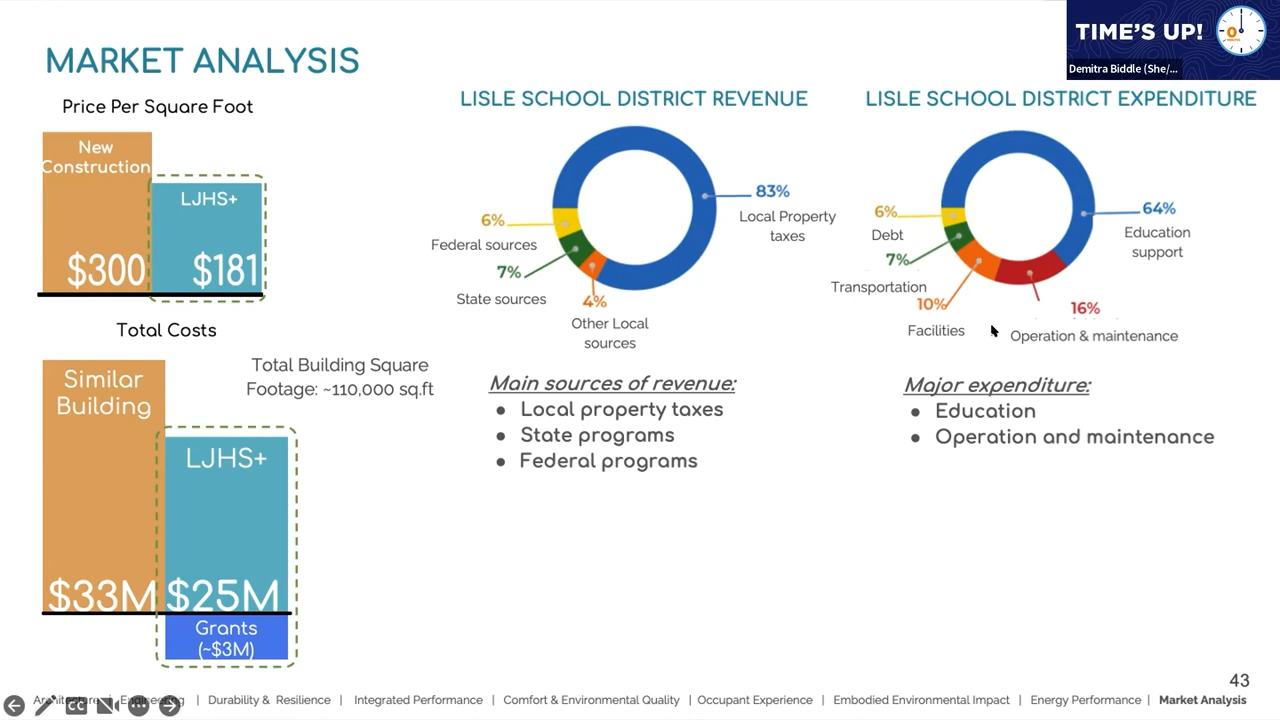 MARKET ANALYSIS
TIME'S UP!
Demitra Biddle (She/...
Price Per Square Foot
New
Construction
$300
LJHS+
$181
Total Costs
Similar
Building
$33M
LJHS+
$25M
Grants
(~$3M)
Total Building Square
Footage: ~110,000 sq.ft
LISLE SCHOOL DISTRICT REVENUE
83%
Local Property
taxes
6%
Federal sources
7%
State sources
4%
Other Local
sources
Main sources of revenue:
● Local property taxes
● State programs
● Federal programs
LISLE SCHOOL DISTRICT EXPENDITURE
64%
Education
support
6%
Debt
7%
Transportation
10%
Facilities
16%
Operation & maintenance
Major expenditure:
● Education
● Operation and maintenance
43
Architecture | Engineering | Durability & Resilience | Integrated Performance | Comfort & Environmental Quality | Occupant Experience | Embodied Environmental Impact | Energy Performance | Market Analysis
CC